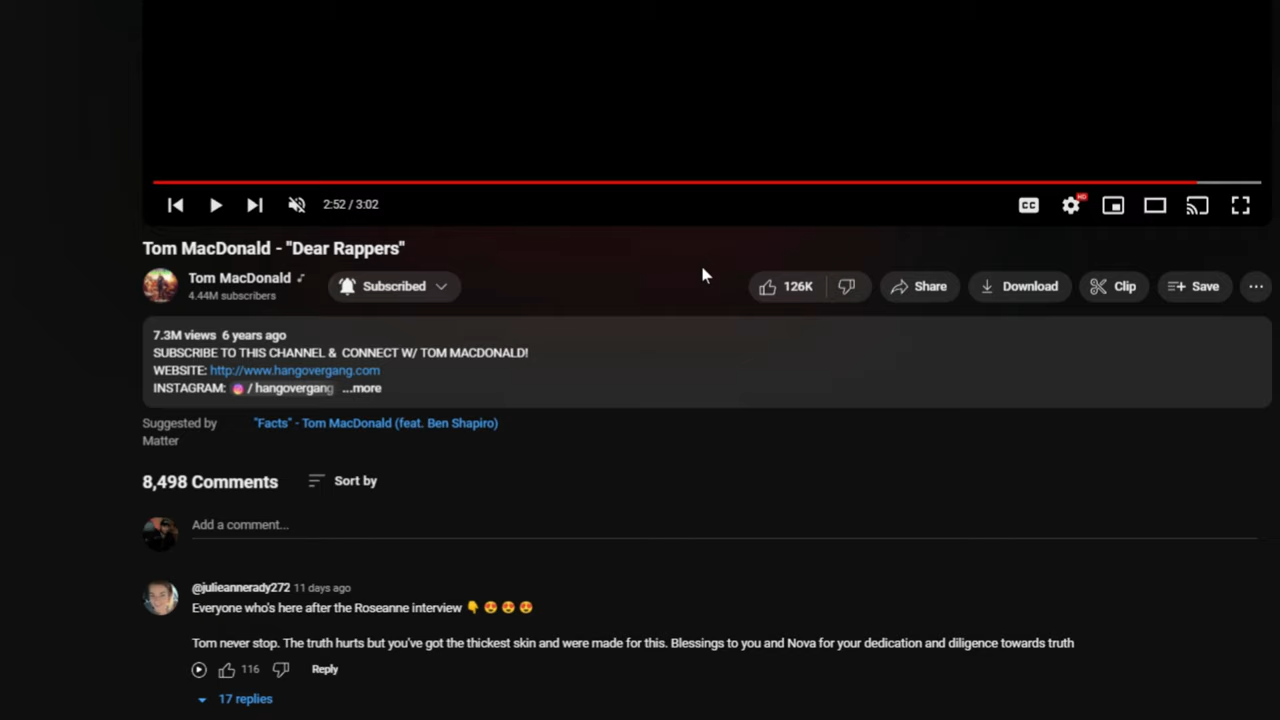 2:52 / 3:02
CC
HD
Tom MacDonald - "Dear Rappers"
Tom MacDonald
4.44M subscribers
Subscribed
126K
Share
Download
Clip
Save
7.3M views 6 years ago
SUBSCRIBE TO THIS CHANNEL & CONNECT W/ TOM MACDONALD!
WEBSITE: http://www.hangovergang.com
INSTAGRAM: / hangovergang ...more
Suggested by "Facts" - Tom MacDonald (feat. Ben Shapiro)
Matter
8,498 Comments Sort by
Add a comment...
@julieannerady272 11 days ago
Everyone who's here after the Roseanne interview 👇 😍 😍 😍
Tom never stop. The truth hurts but you've got the thickest skin and were made for this. Blessings to you and Nova for your dedication and diligence towards truth
116 Reply
17 replies